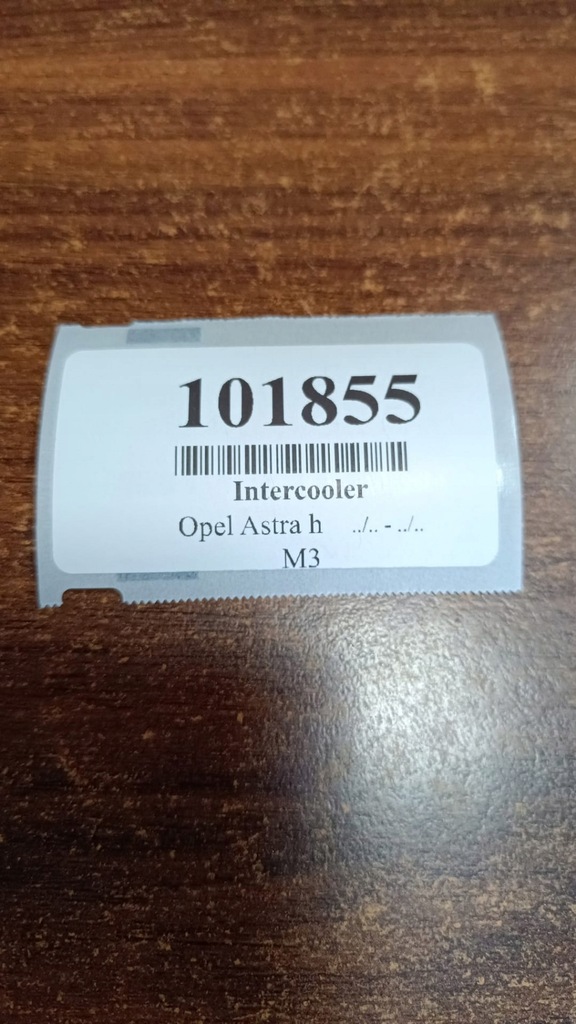 101855
Intercooler
Opel Astra h ../.. - ../..
M3